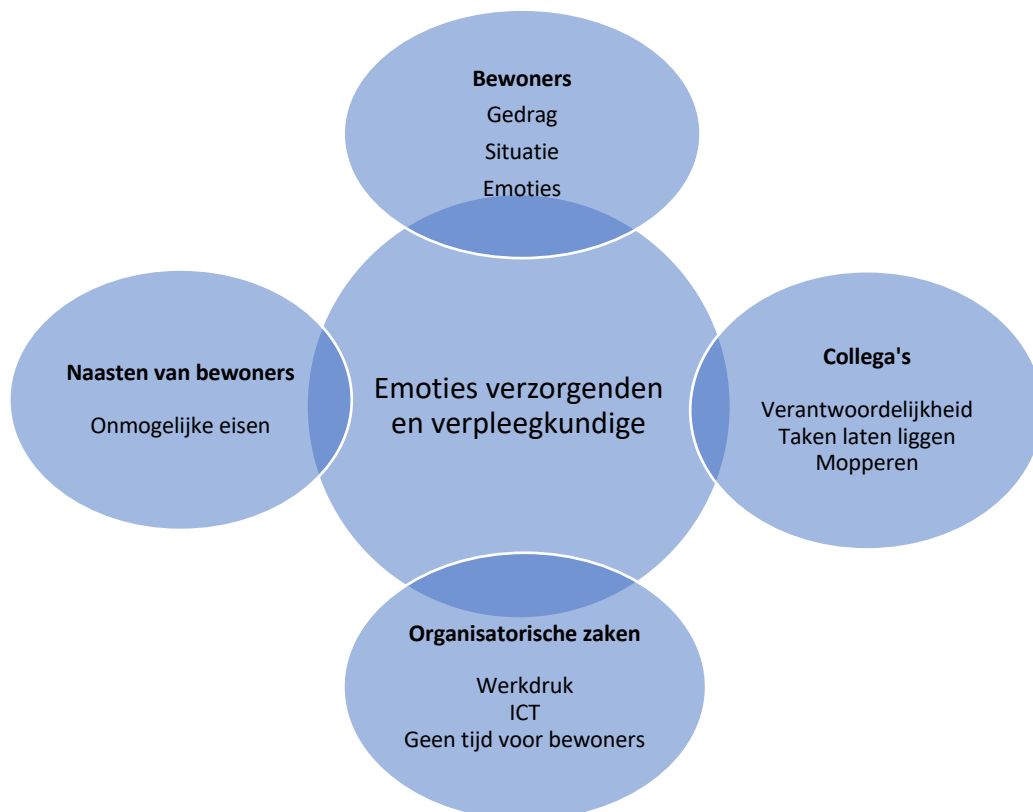 Bewoners
Gedrag
Situatie
Emoties
Naasten van bewoners
Onmogelijke eisen
Emoties verzorgenden
en verpleegkundige
Collega's
Verantwoordelijkheid
Taken laten liggen
Mopperen
Organisatorische zaken
Werkdruk
ICT
Geen tijd voor bewoners